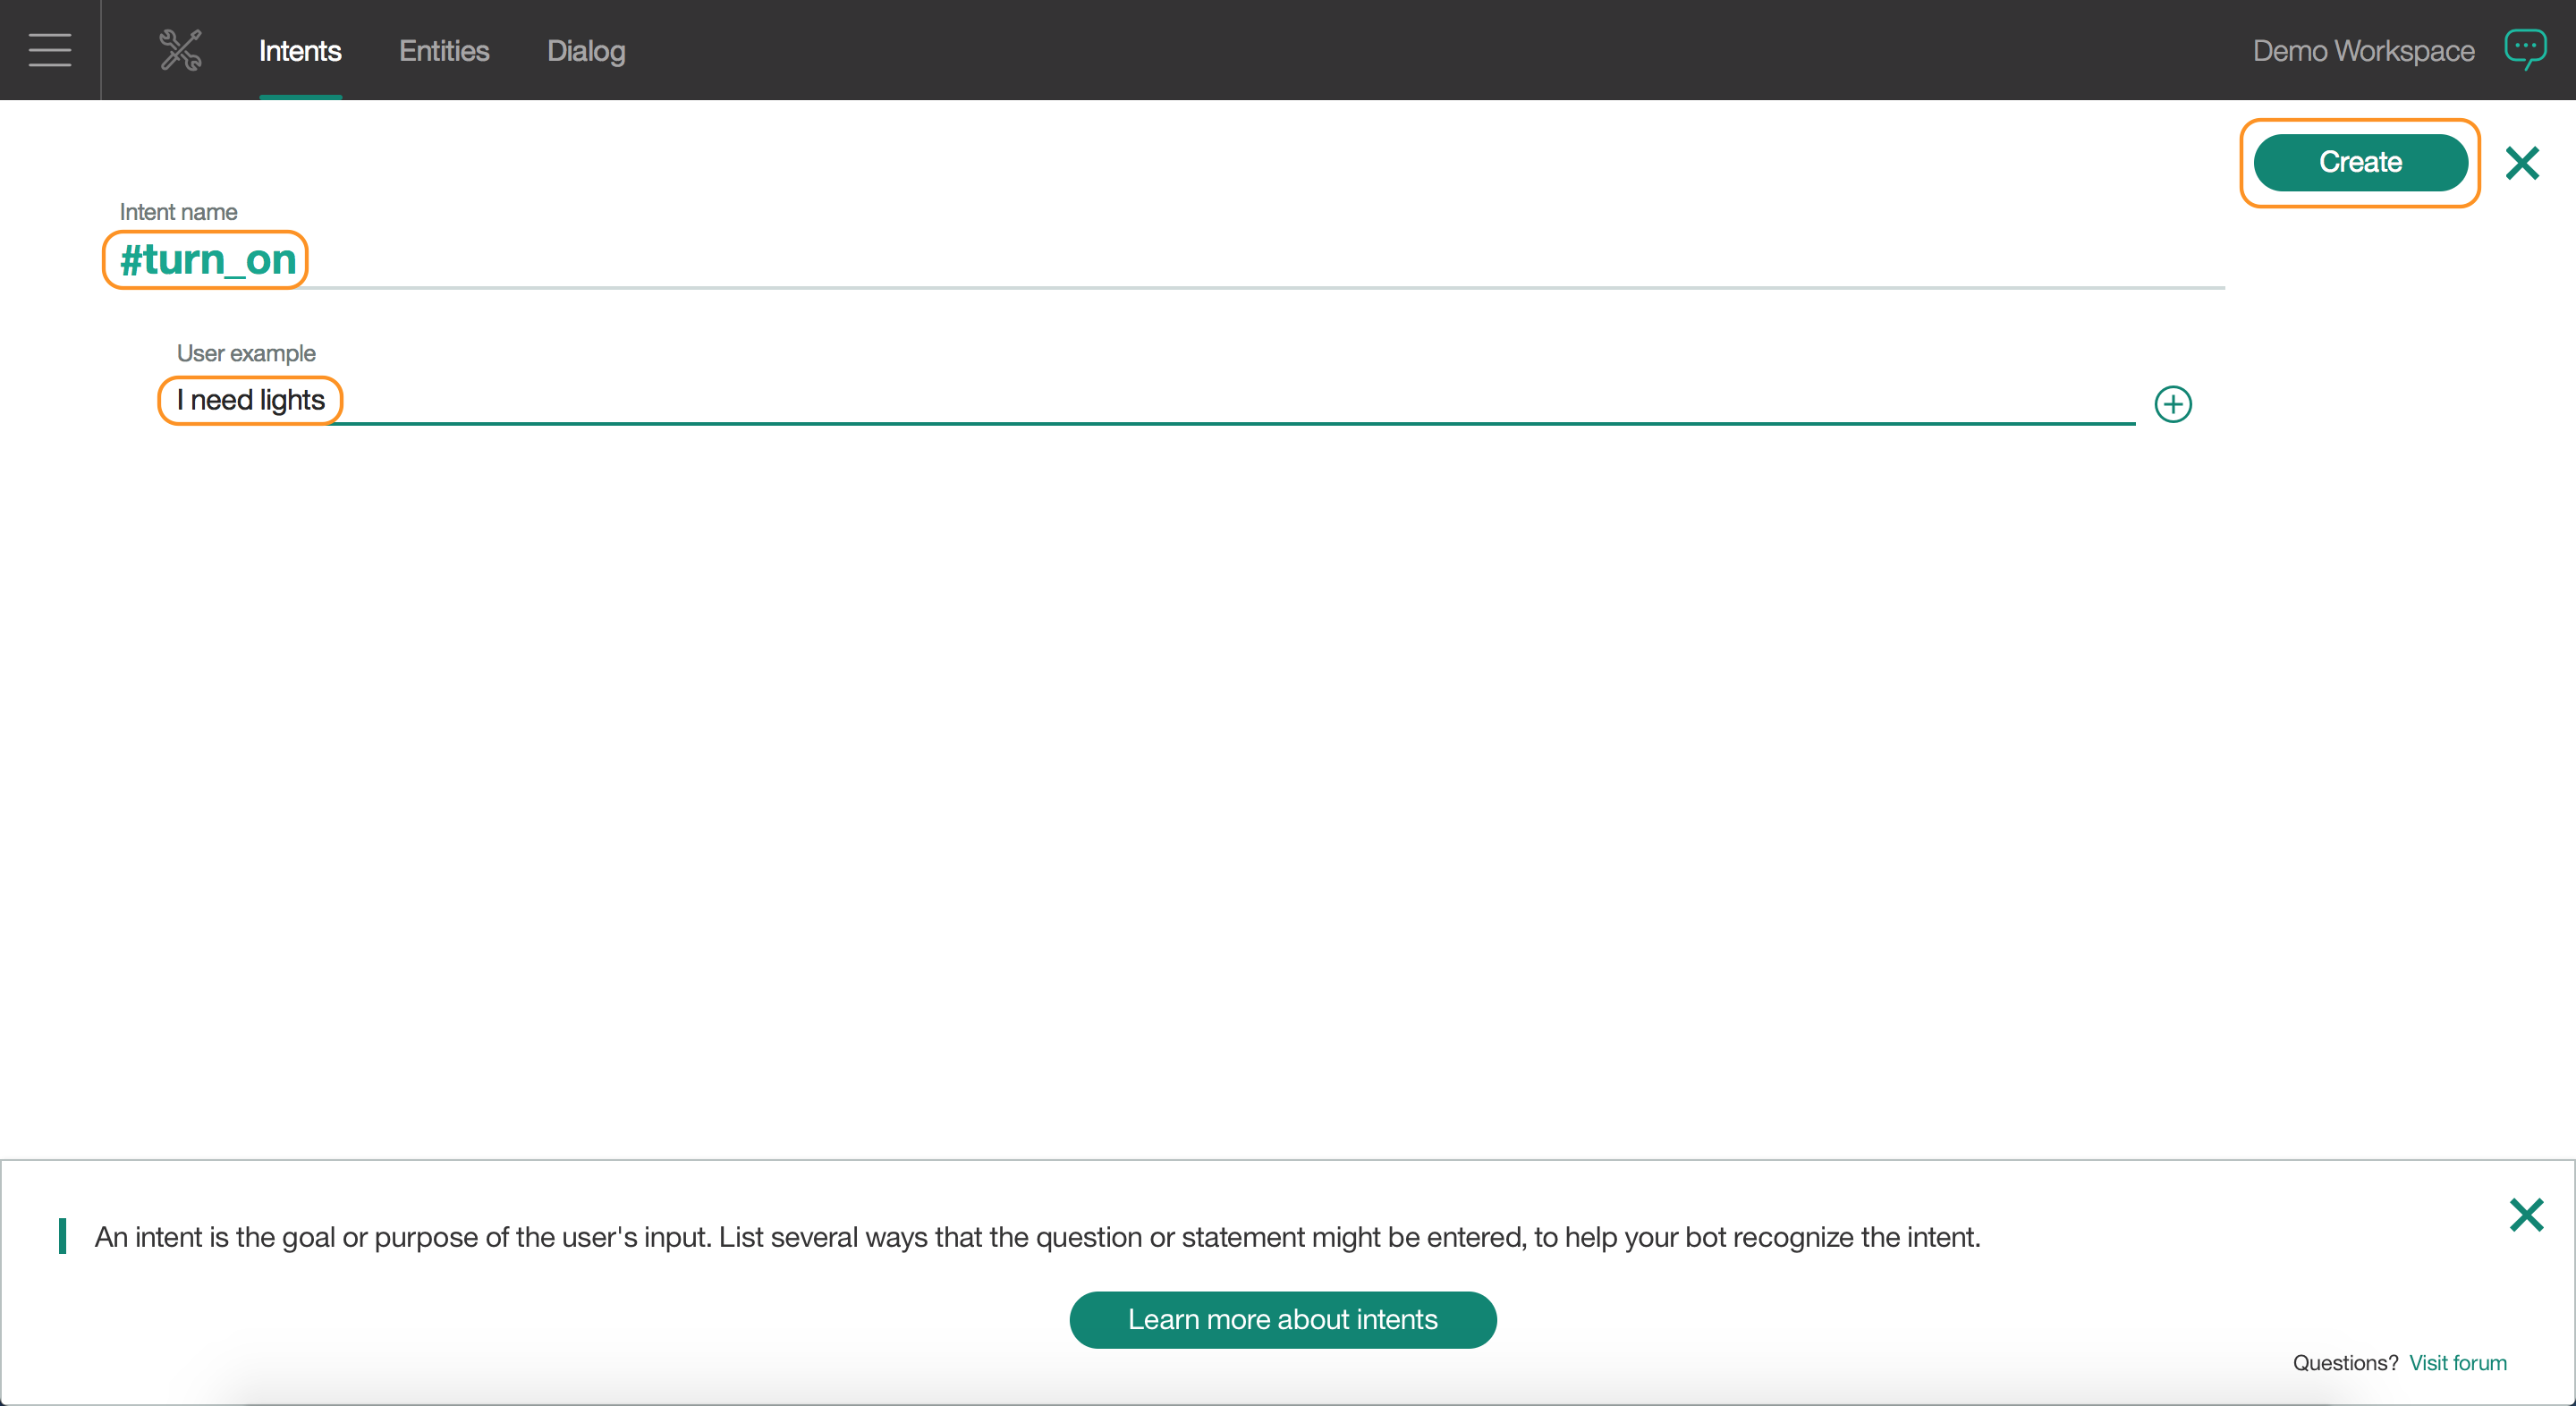 Intents Entities Dialog Demo Workspace
Create
Intent name
#turn_on
User example
I need lights
An intent is the goal or purpose of the user's input. List several ways that the question or statement might be entered, to help your bot recognize the intent.
Learn more about intents
Questions? Visit forum